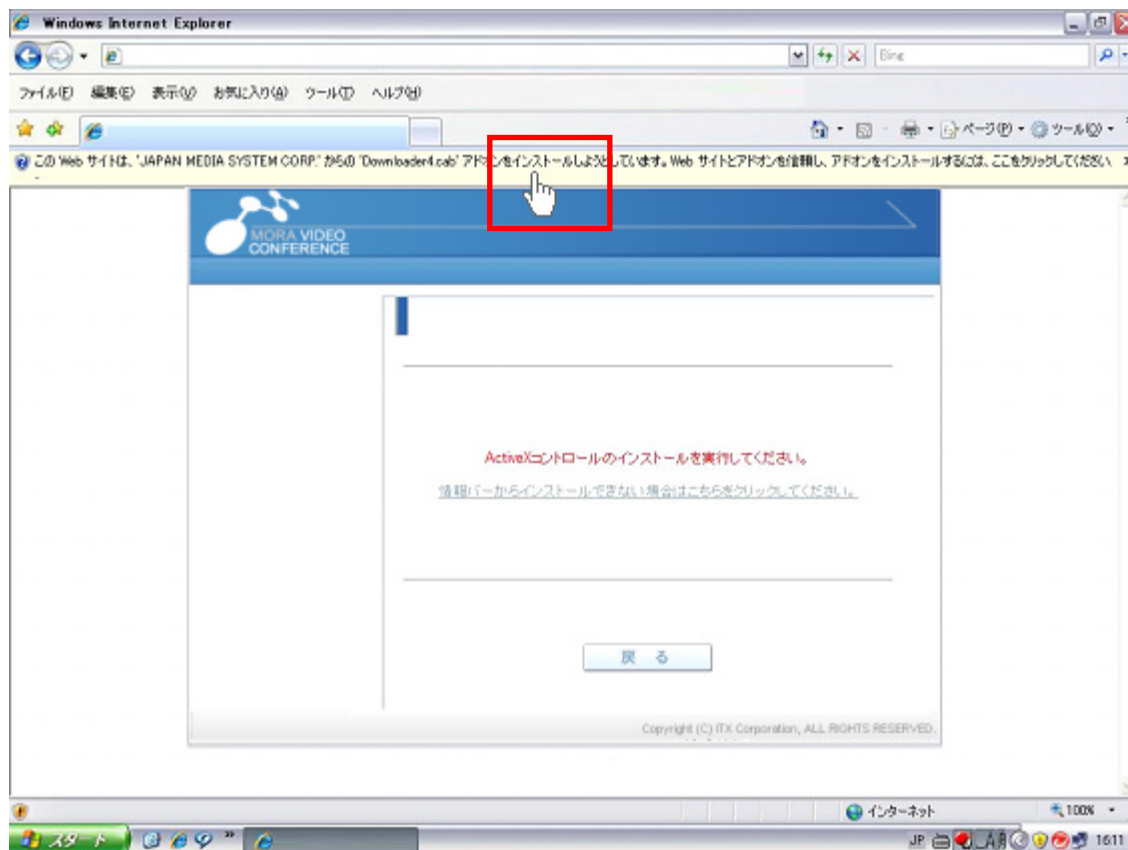 Windows Internet Explorer
Bing
ファイル(F) 編集(E) 表示(V) お気に入り(A) ツール(T) ヘルプ(H)
ページ(P) ツール(O)
この Web サイトは、'JAPAN MEDIA SYSTEM CORP.' からの 'Downloader4.cab' アドオンをインストールしようとしています。Web サイトとアドオンを信頼し、アドオンをインストールするには、ここをクリックしてください
MORA VIDEO
CONFERENCE
ActiveXコントロールのインストールを実行してください。
情報バーからインストールできない場合はこちらをクリックしてください。
戻る
Copyright (C) ITX Corporation, ALL RIGHTS RESERVED.
インターネット 100%
スタート JP 16:11